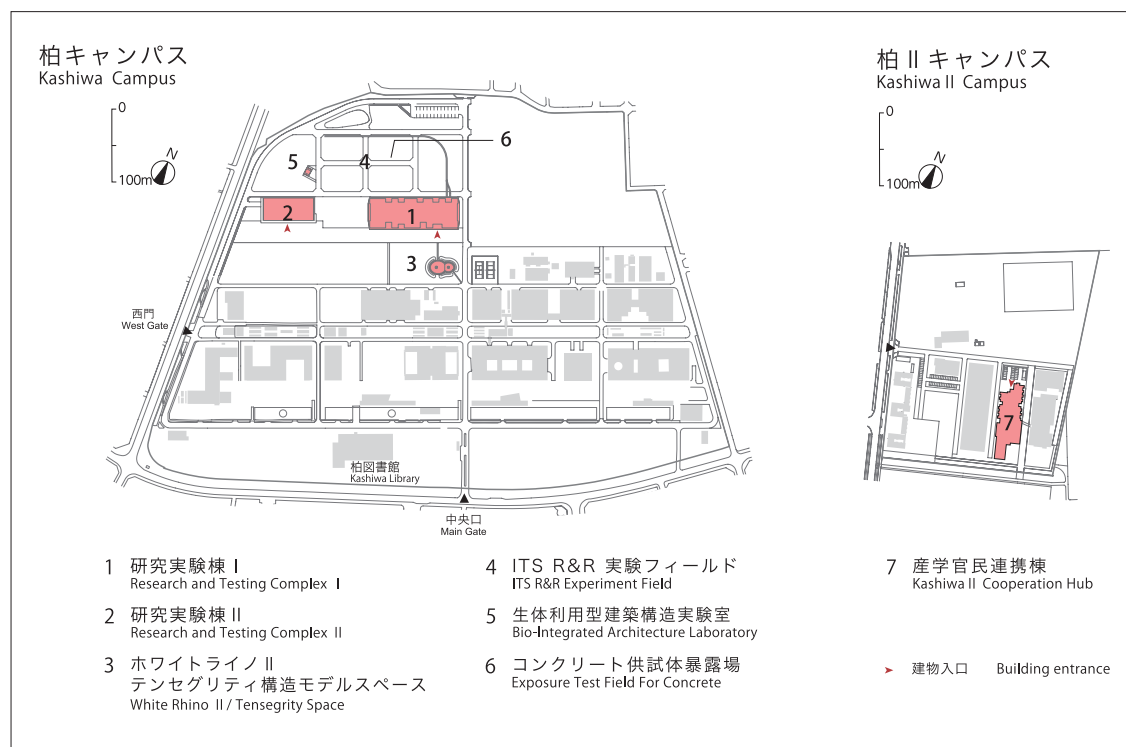 柏キャンパス
Kashiwa Campus
0
100m
N
柏 II キャンパス
Kashiwa II Campus
0
100m
N
6
5
4
2
1
3
西門
West Gate
7
柏図書館
Kashiwa Library
中央口
Main Gate
1 研究実験棟 I
Research and Testing Complex I
2 研究実験棟 II
Research and Testing Complex II
3 ホワイトライノ II
テンセグリティ構造モデルスペース
White Rhino II / Tensegrity Space
4 ITS R&R 実験フィールド
ITS R&R Experiment Field
5 生体利用型建築構造実験室
Bio-Integrated Architecture Laboratory
6 コンクリート供試体暴露場
Exposure Test Field For Concrete
7 産学官民連携棟
Kashiwa II Cooperation Hub
建物入口 Building entrance